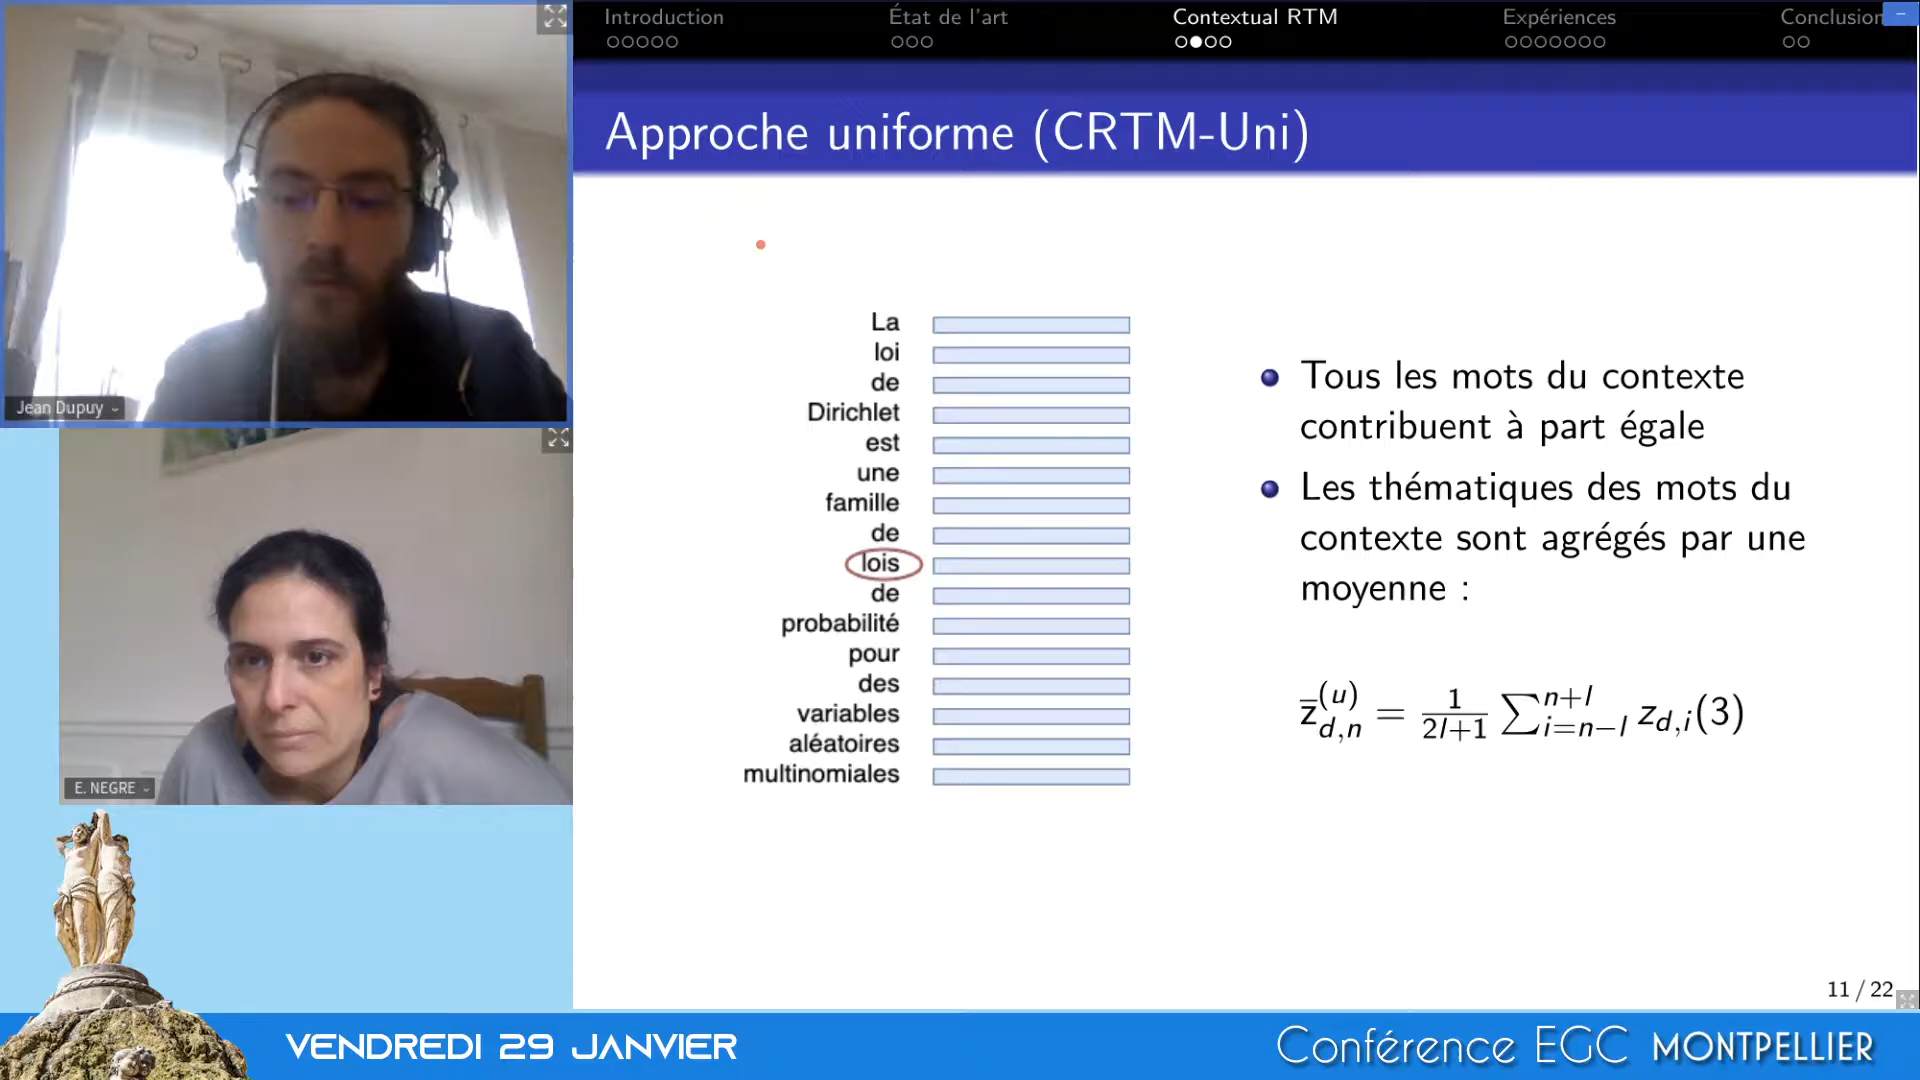 Introduction
État de l'art
Contextual RTM
Expériences
Conclusion
Approche uniforme (CRTM-Uni)
Jean Dupuy
E. NEGRE
La
loi
de
Dirichlet
est
une
famille
de
lois
de
probabilité
pour
des
variables
aléatoires
multinomiales
Tous les mots du contexte
contribuent à part égale
Les thématiques des mots du
contexte sont agrégés par une
moyenne :
z̅_{d,n}^{(u)} = \frac{1}{2l+1} ∑_{i=n−l}^{n+l} z_{d,i}(3)
11 / 22
VENDREDI 29 JANVIER
Conférence EGC MONTPELLIER